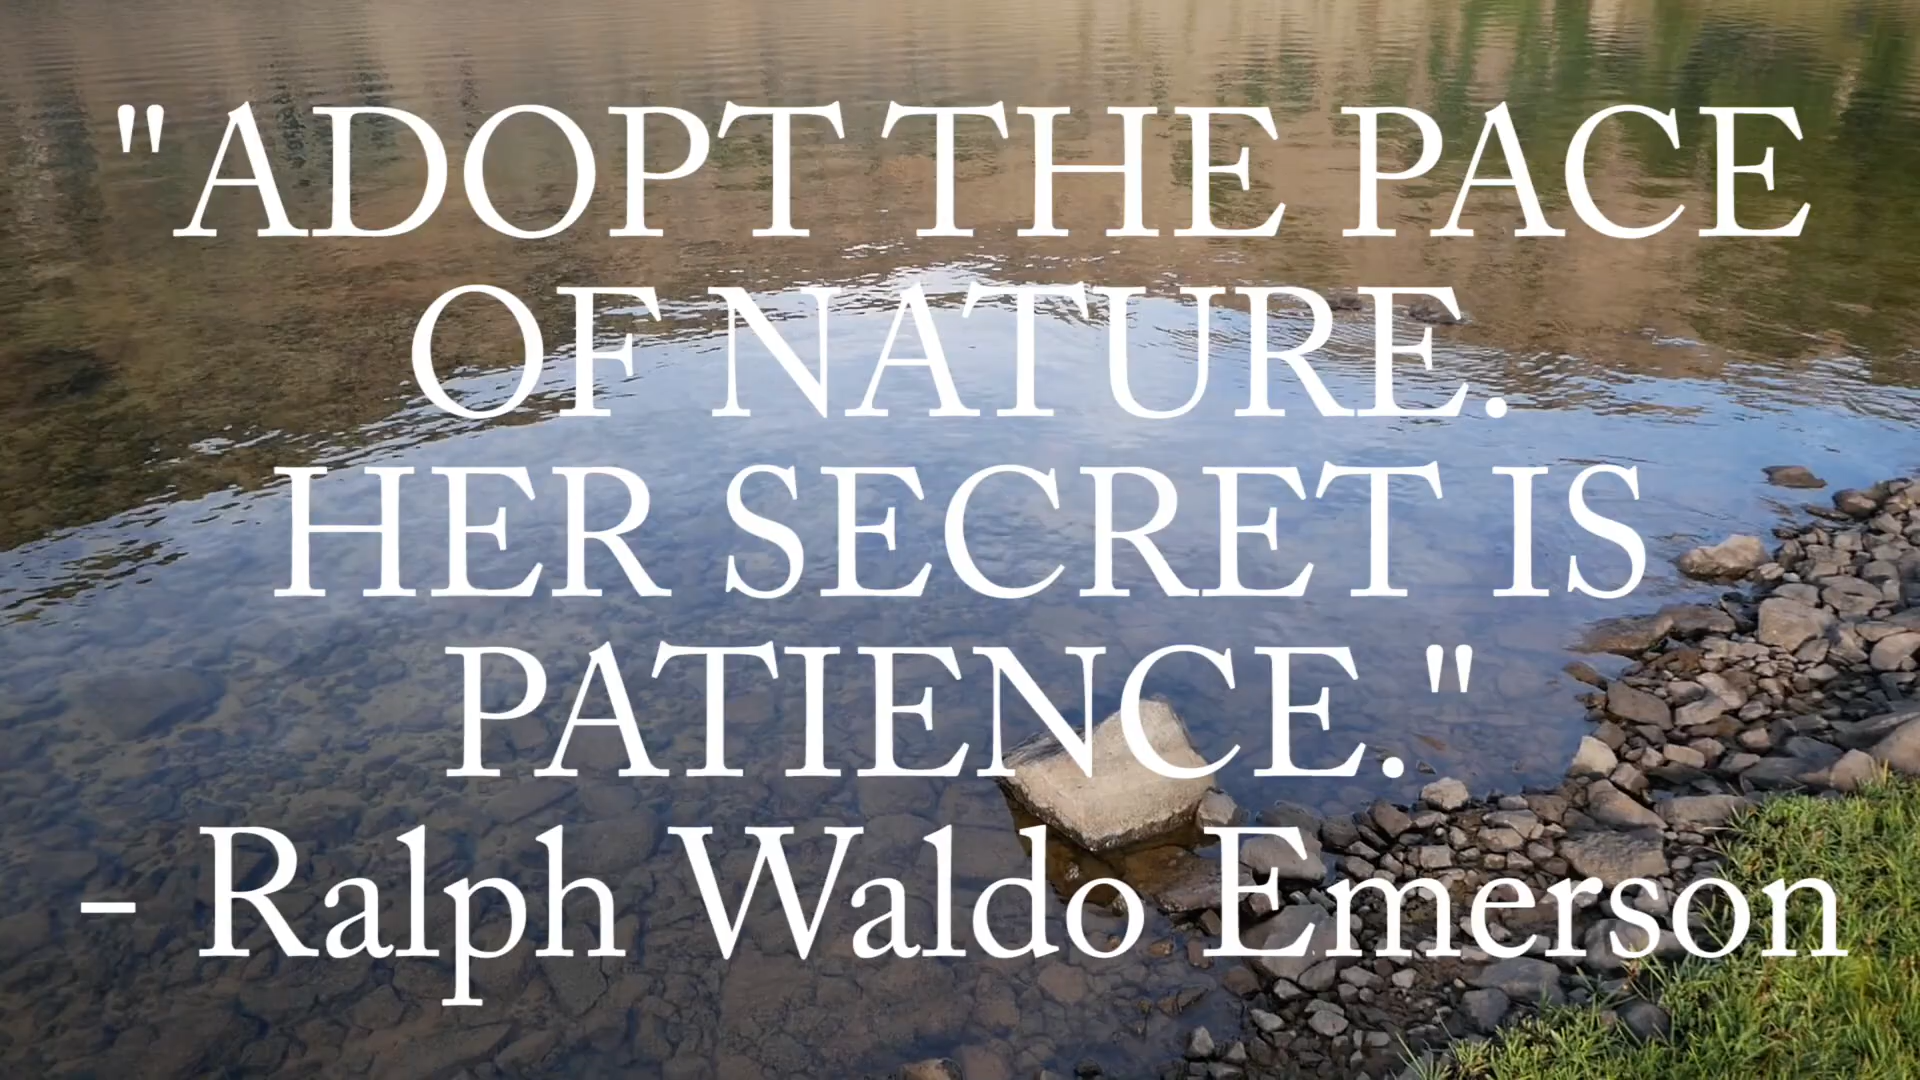 "ADOPT THE PACE
OF NATURE.
HER SECRET IS
PATIENCE."
- Ralph Waldo Emerson